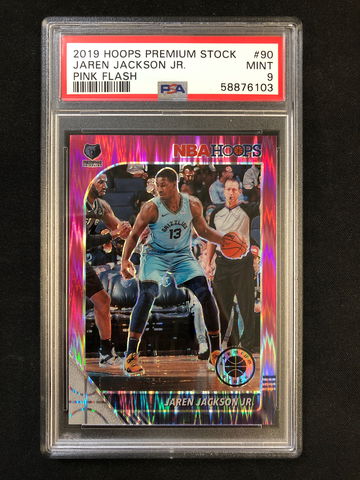 2019 HOOPS PREMIUM STOCK #90
JAREN JACKSON JR. MINT
PINK FLASH 9
PSA 58876103
NBA HOOPS
GRIZZLIES
13
JAREN JACKSON JR.